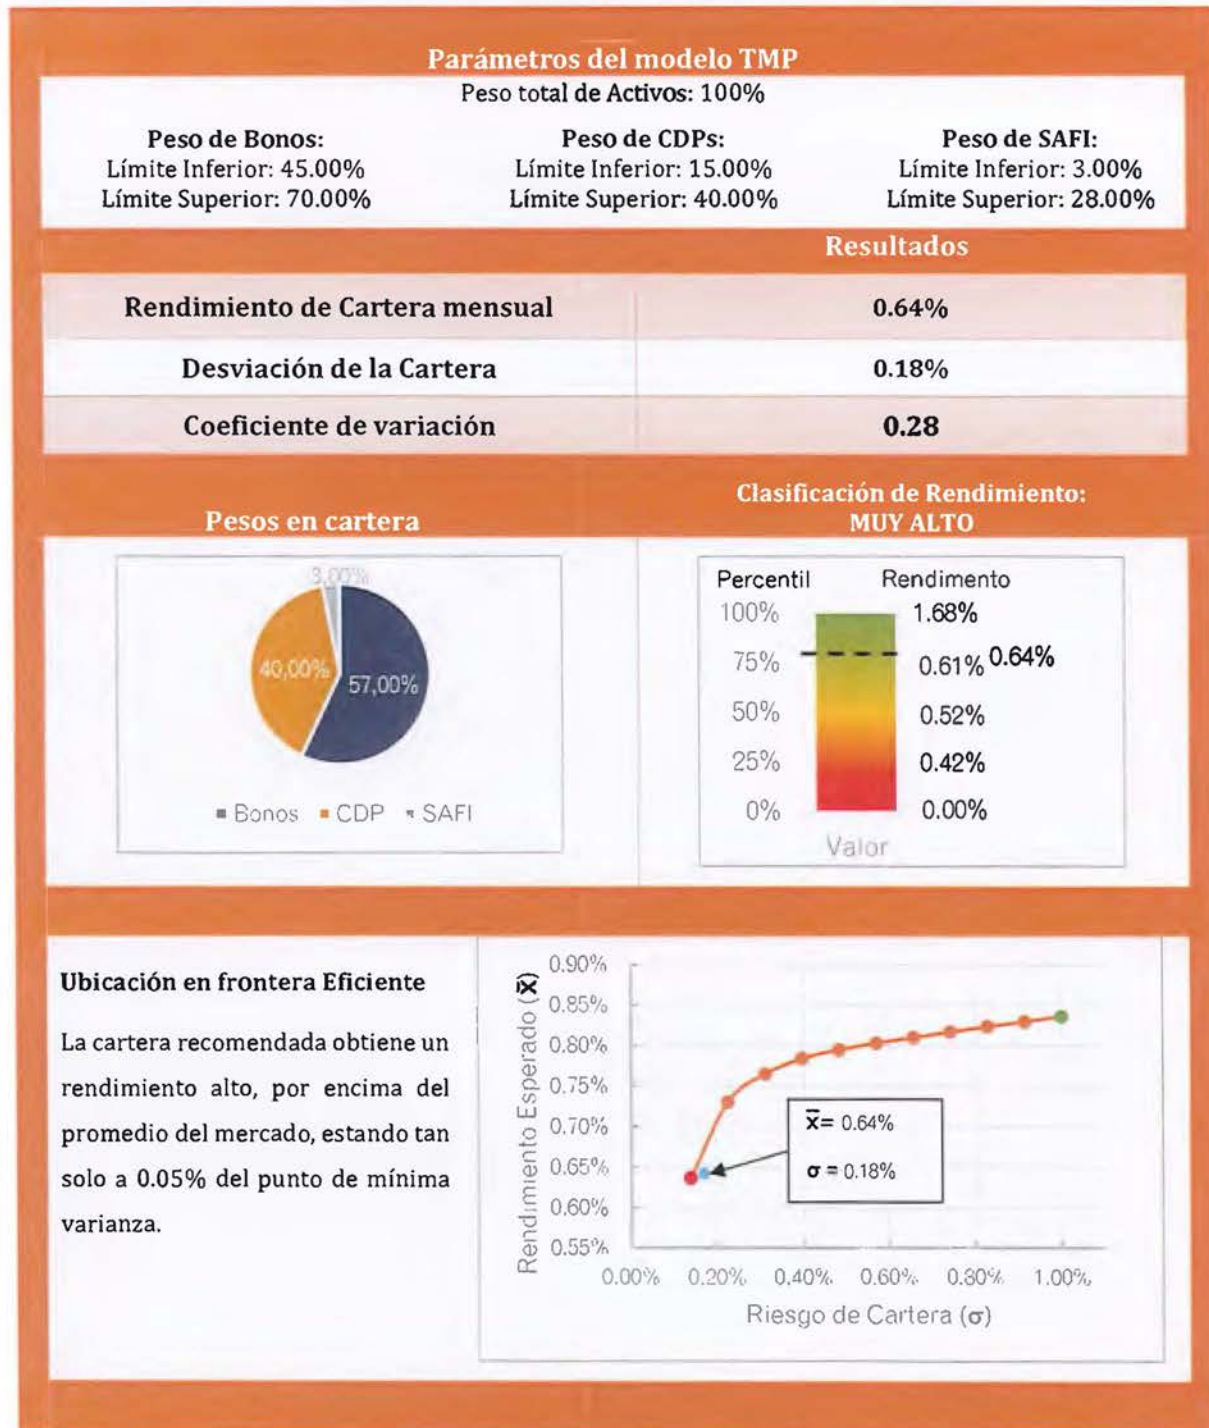 Parámetros del modelo TMP
Peso total de Activos: 100%
Peso de Bonos:
Límite Inferior: 45.00%
Límite Superior: 70.00%
Peso de CDPs:
Límite Inferior: 15.00%
Límite Superior: 40.00%
Peso de SAFI:
Límite Inferior: 3.00%
Límite Superior: 28.00%
Resultados
Rendimiento de Cartera mensual 0.64%
Desviación de la Cartera 0.18%
Coeficiente de variación 0.28
Pesos en cartera
3,00%
40,00%
57,00%
Bonos CDP SAFI
Clasificación de Rendimiento:
MUY ALTO
Percentil Rendimento
100% 1.68%
75% 0.61% 0.64%
50% 0.52%
25% 0.42%
0% 0.00%
Valor
Ubicación en frontera Eficiente
La cartera recomendada obtiene un
rendimiento alto, por encima del
promedio del mercado, estando tan
solo a 0.05% del punto de mínima
varianza.
Rendimiento Esperado (x̄)
0.90%
0.85%
0.80%
0.75%
0.70%
0.65%
0.60%
0.55%
x̄= 0.64%
σ = 0.18%
0.00% 0.20% 0.40% 0.60% 0.80% 1.00%
Riesgo de Cartera (σ)